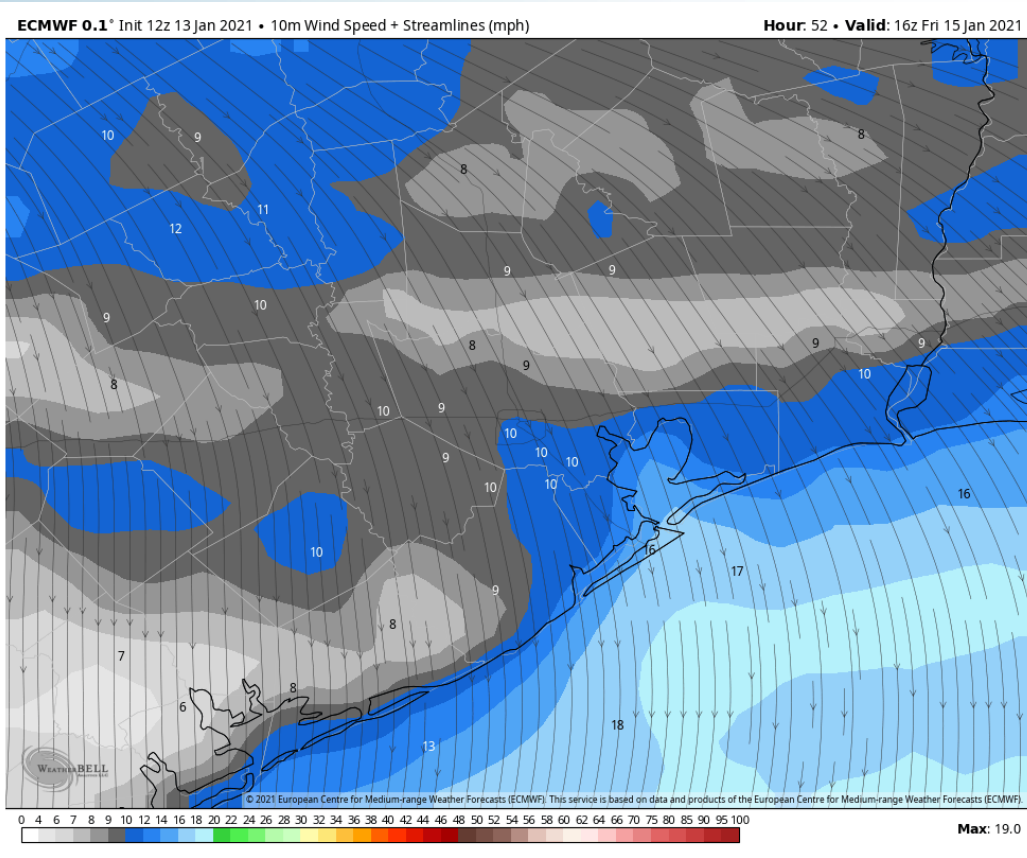 ECMWF 0.1° Init 12z 13 Jan 2021 • 10m Wind Speed + Streamlines (mph) Hour: 52 • Valid: 16z Fri 15 Jan 2021
10 9 8 8
11
12
9 9
10
9
8 9 9 9
8 10
10 9
10
9 10 10
10 10
16
10 16 17
9
8
7
8
6
18
13
WEATHERBELL
© 2021 European Centre for Medium-range Weather Forecasts (ECMWF). This service is based on data and products of the European Centre for Medium-range Weather Forecasts (ECMWF).
0 4 6 7 8 9 10 12 14 16 18 20 22 24 26 28 30 32 34 36 38 40 42 44 46 48 50 52 54 56 58 60 62 64 66 70 75 80 85 90 95 100
Max: 19.0